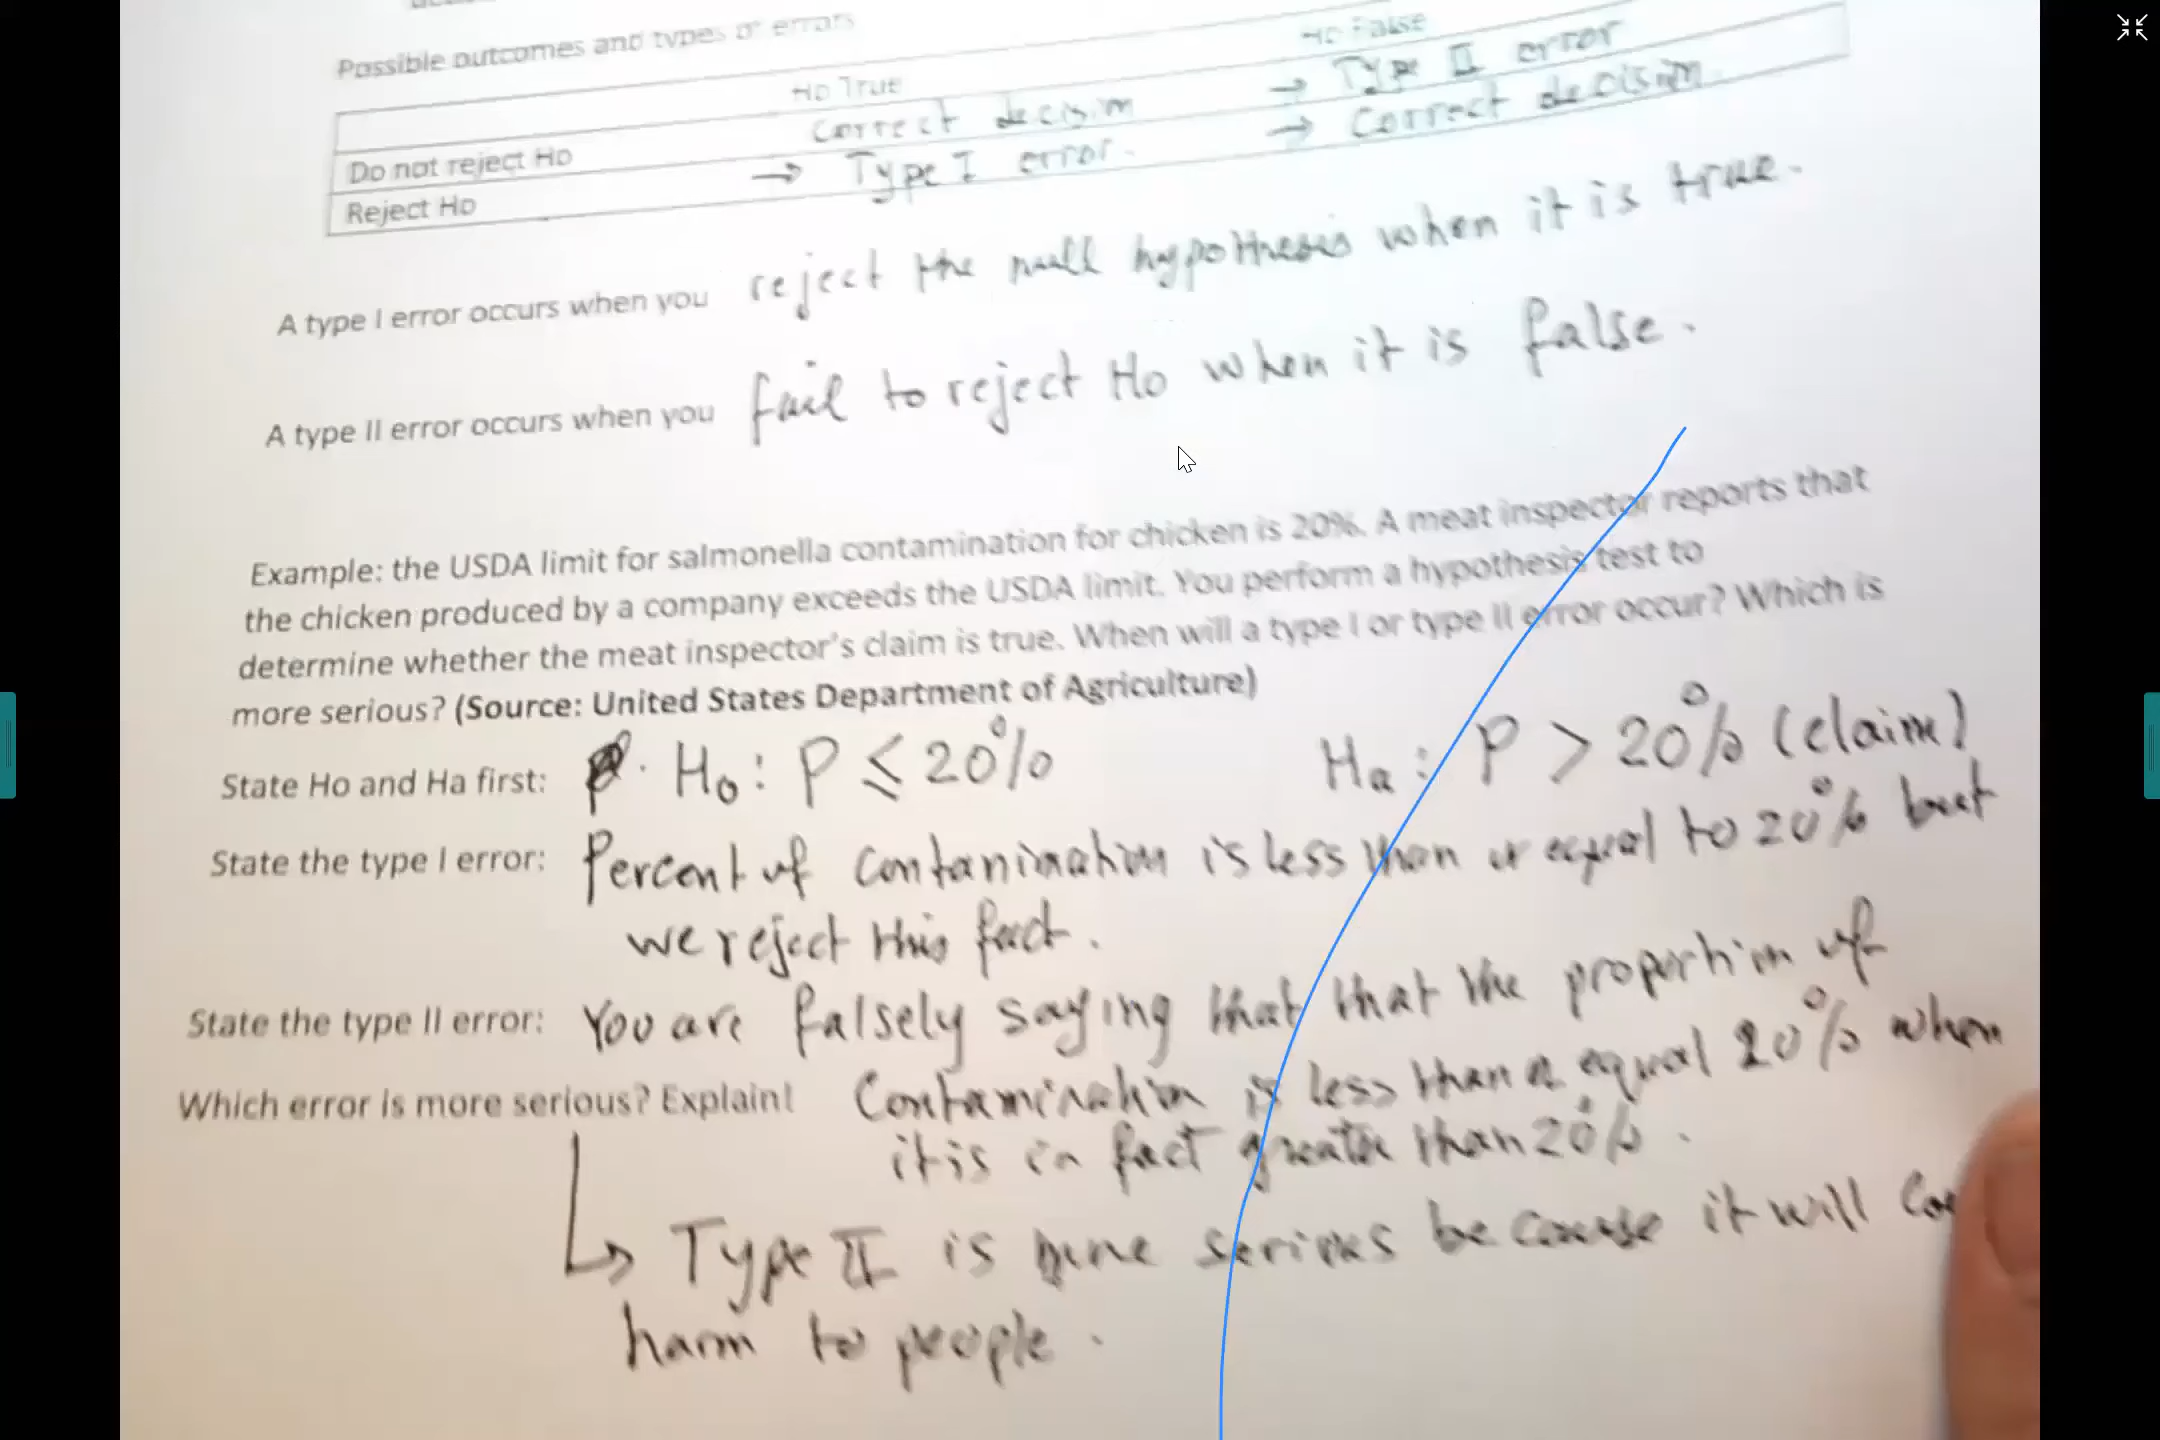 Possible outcomes and types of errors
Ho True Ho False
Do not reject Ho Correct decision → Type II error
Reject Ho → Type I error. → Correct decision.
A type I error occurs when you reject the null hypothesis when it is true.
A type II error occurs when you fail to reject Ho when it is false.
Example: the USDA limit for salmonella contamination for chicken is 20%. A meat inspector reports that
the chicken produced by a company exceeds the USDA limit. You perform a hypothesis test to
determine whether the meat inspector's claim is true. When will a type I or type II error occur? Which is
more serious? (Source: United States Department of Agriculture)
State Ho and Ha first: Ho: P ≤ 20% Ha: P > 20% (claim)
State the type I error: Percent of contamination is less than or equal to 20% but
we reject this fact.
State the type II error: You are falsely saying that that the proportion of
Which error is more serious? Explain! Contamination is less than or equal 20% when
it is in fact greater than 20%.
↳ Type II is more serious because it will
harm to people.